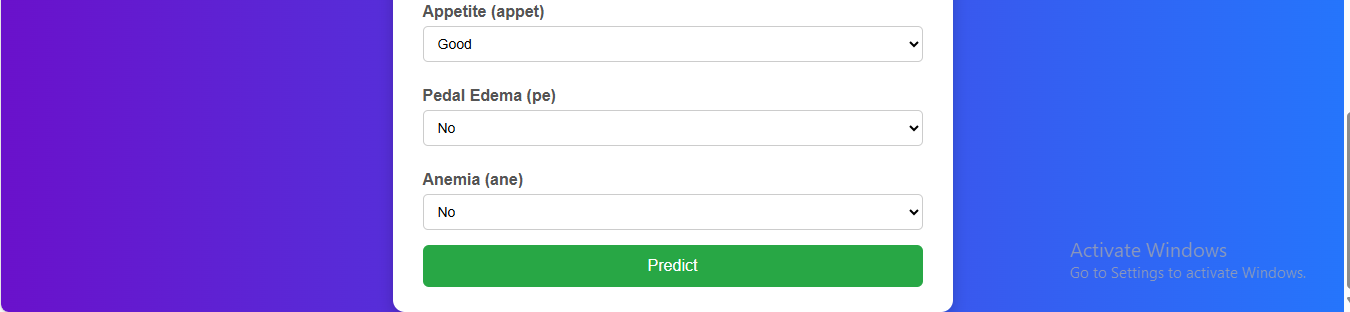 Appetite (appet)
Good
Pedal Edema (pe)
No
Anemia (ane)
No
Predict
Activate Windows
Go to Settings to activate Windows.